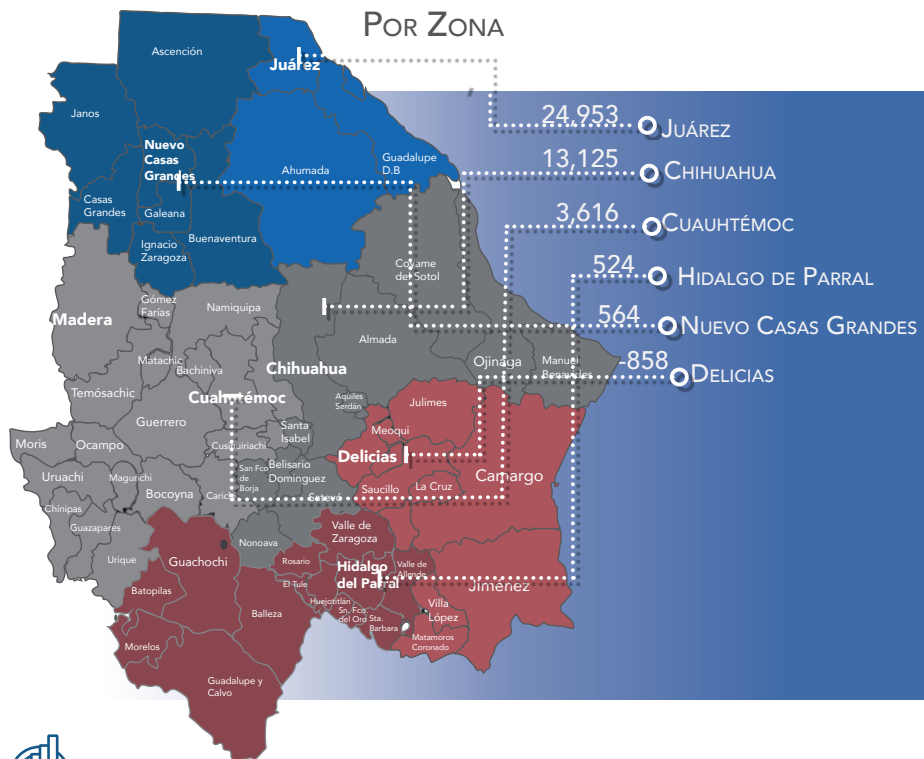 Por Zona
Ascensión
Juárez
Janos
Nuevo
Casas
Grandes
Ahumada
Guadalupe
D.B
Casas
Grandes
Galeana
Buenaventura
Ignacio
Zaragoza
24,953
Juárez
13,125
Chihuahua
3,616
Cuauhtémoc
524
Hidalgo de Parral
564
Nuevo Casas Grandes
-858
Delicias
Coyame
del Sotol
Gómez
Farías
Namiquipa
Madera
Almada
Ojinaga
Manuel
Benavides
Matachic
Bachiniva
Chihuahua
Temósachic
Cuauhtémoc
Aquiles
Serdán
Julimes
Guerrero
Santa
Isabel
Meoqui
Moris
Ocampo
Cusihuiriachi
Delicias
Camargo
Uruachi
Maguarichi
Bocoyna
Carichi
San Fco
de
Borja
Belisario
Dominguez
Satevó
Saucillo
La Cruz
Chinipas
Guazapares
Urique
Nonoava
Valle de
Zaragoza
Guachochi
Rosario
Hidalgo
del Parral
Valle de
Allende
Jiménez
Batopilas
El Tule
Balleza
Huejotitlán
Sn. Fco.
del Oro
Sta.
Barbara
Villa
López
Morelos
Matamoros
Coronado
Guadalupe y
Calvo